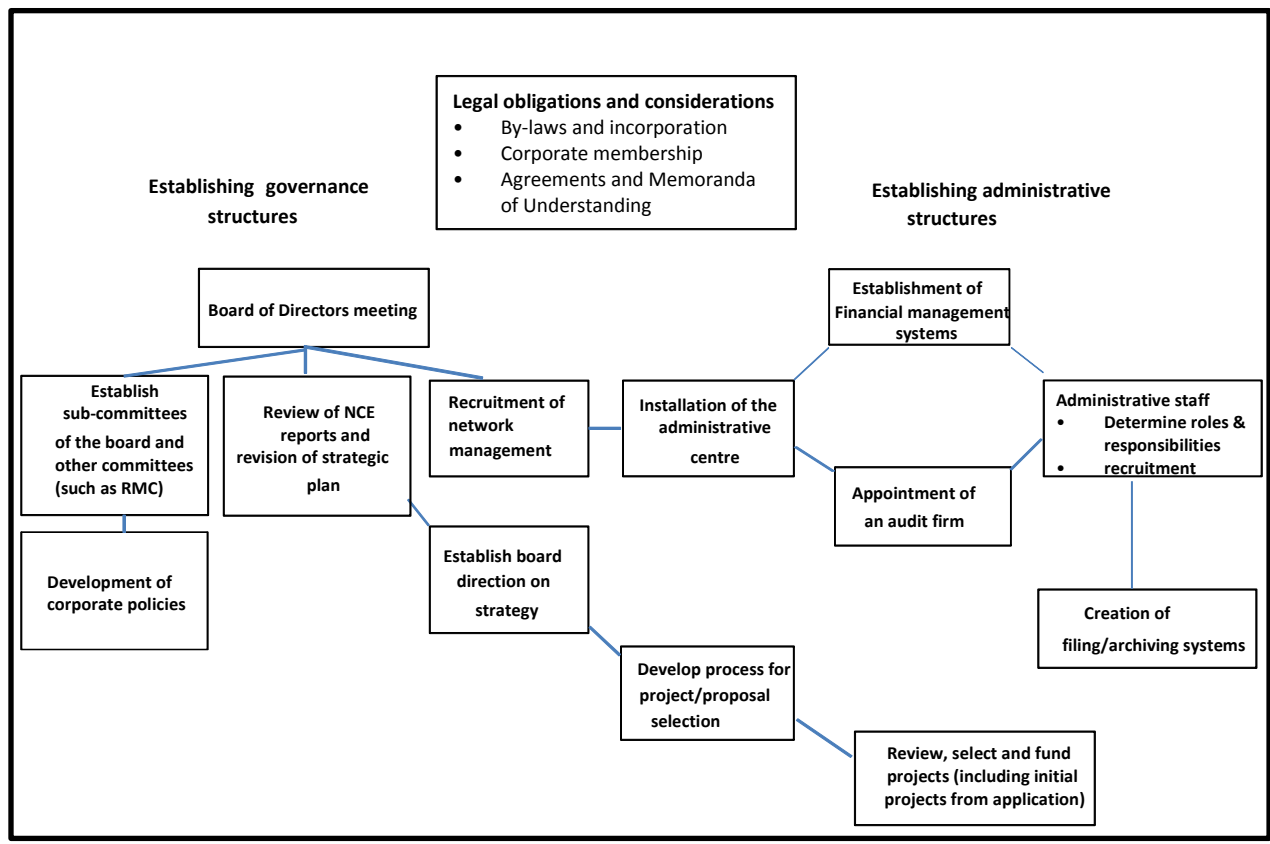 Legal obligations and considerations
• By-laws and incorporation
• Corporate membership
• Agreements and Memoranda
of Understanding
Establishing governance
structures
Establishing administrative
structures
Board of Directors meeting
Establishment of
Financial management
systems
Establish
sub-committees
of the board and
other committees
(such as RMC)
Review of NCE
reports and
revision of strategic
plan
Recruitment of
network
management
Installation of the
administrative
centre
Administrative staff
• Determine roles &
responsibilities
• recruitment
Appointment of
an audit firm
Development of
corporate policies
Establish board
direction on
strategy
Creation of
filing/archiving systems
Develop process for
project/proposal
selection
Review, select and fund
projects (including initial
projects from application)